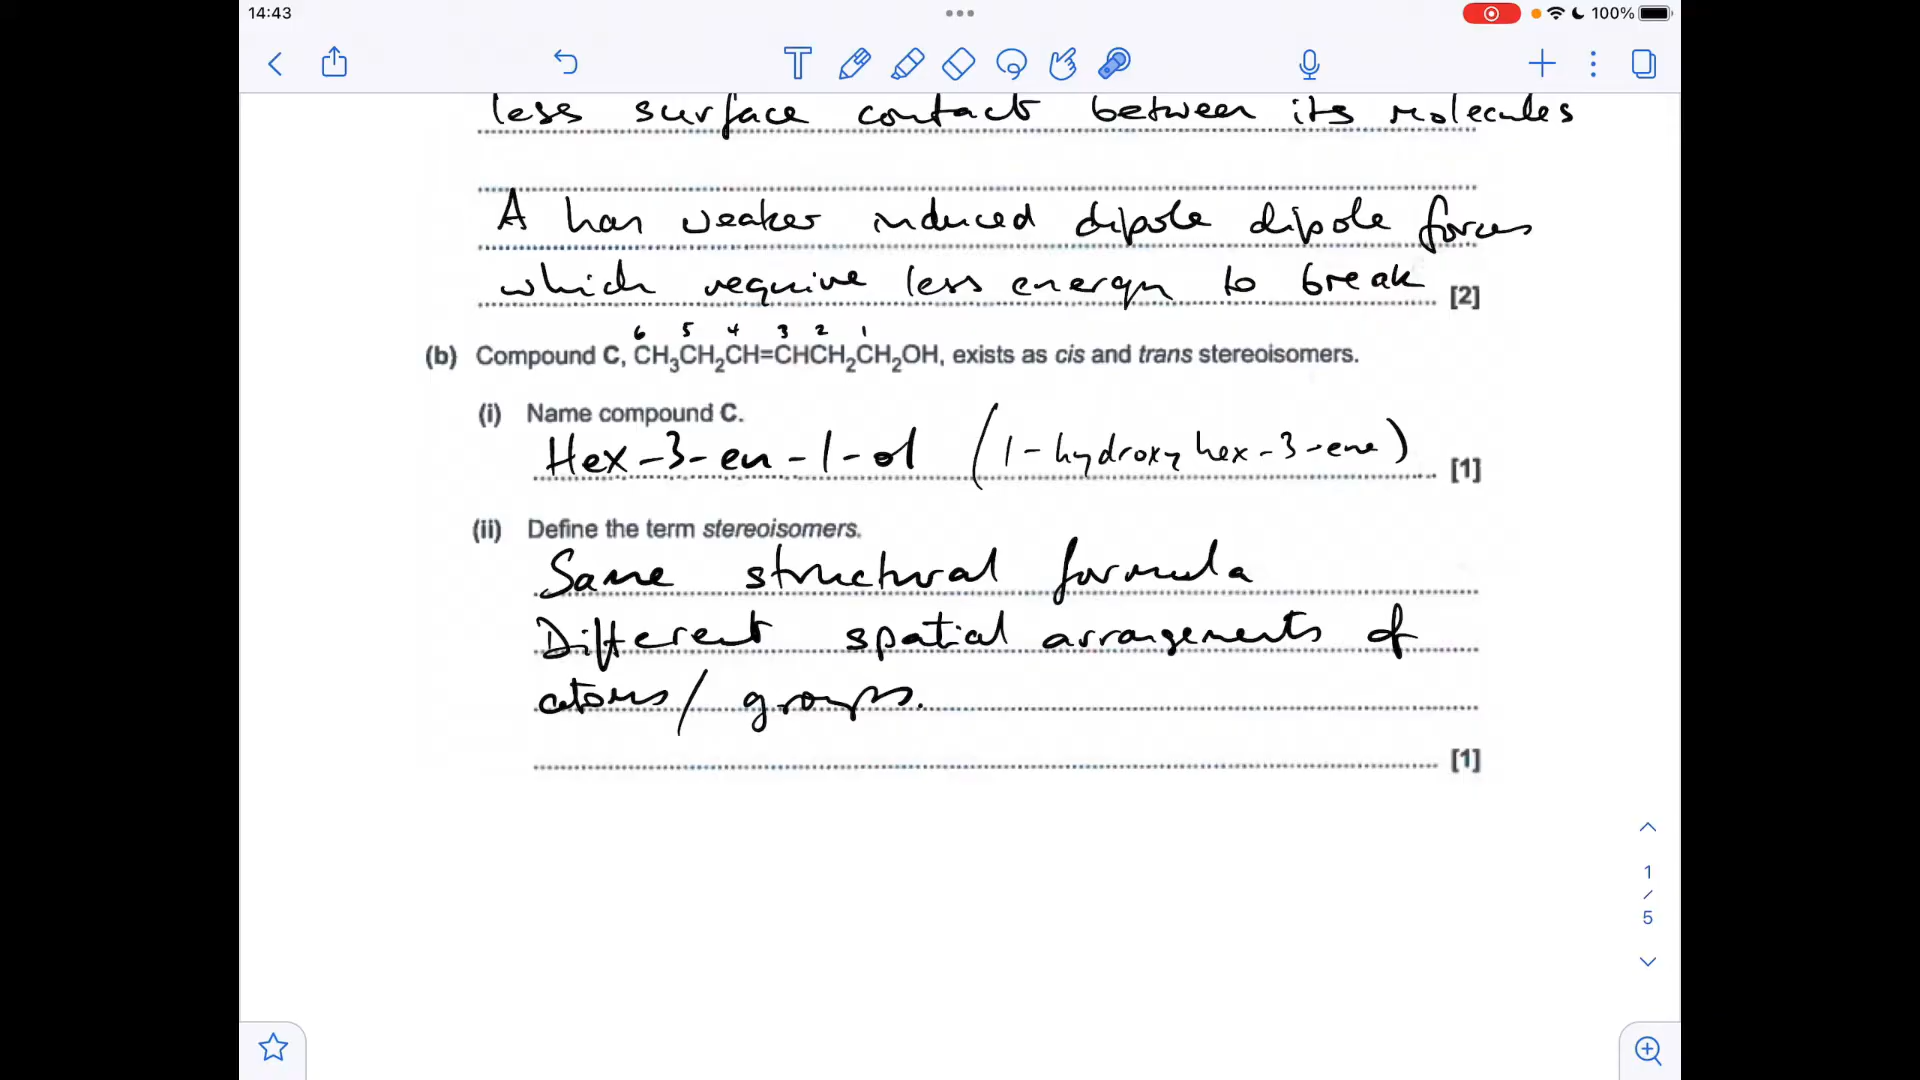 14:43
100%
less surface contact between its molecules
A has weaker induced dipole dipole forces
which require less energy to break [2]
6 5 4 3 2 1
(b) Compound C, CH₃CH₂CH=CHCH₂CH₂OH, exists as cis and trans stereoisomers.
(i) Name compound C.
Hex-3-en-1-ol (1-hydroxyhex-3-ene) [1]
(ii) Define the term stereoisomers.
Same structural formula
Different spatial arrangements of
atoms/groups.
[1]
1
/
5